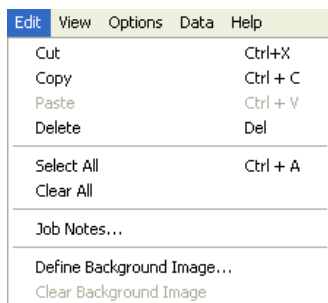 Edit View Options Data Help
Cut Ctrl+X
Copy Ctrl + C
Paste Ctrl + V
Delete Del
Select All Ctrl + A
Clear All
Job Notes...
Define Background Image...
Clear Background Image